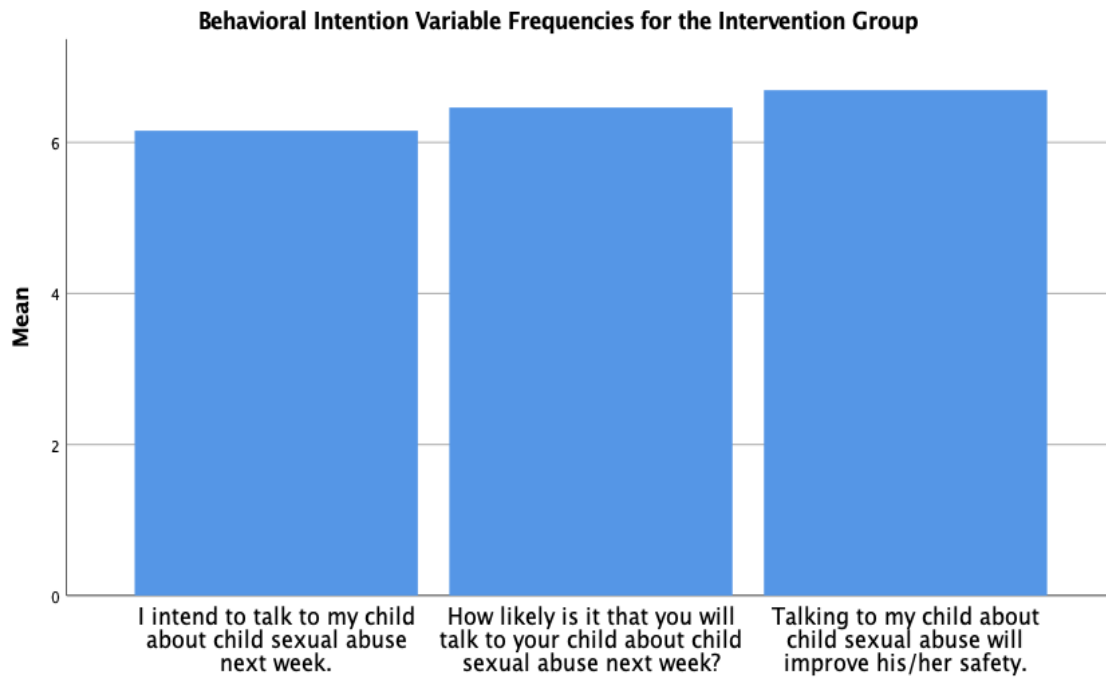 Behavioral Intention Variable Frequencies for the Intervention Group
Mean
6
4
2
0
I intend to talk to my child
about child sexual abuse
next week.
How likely is it that you will
talk to your child about child
sexual abuse next week?
Talking to my child about
child sexual abuse will
improve his/her safety.